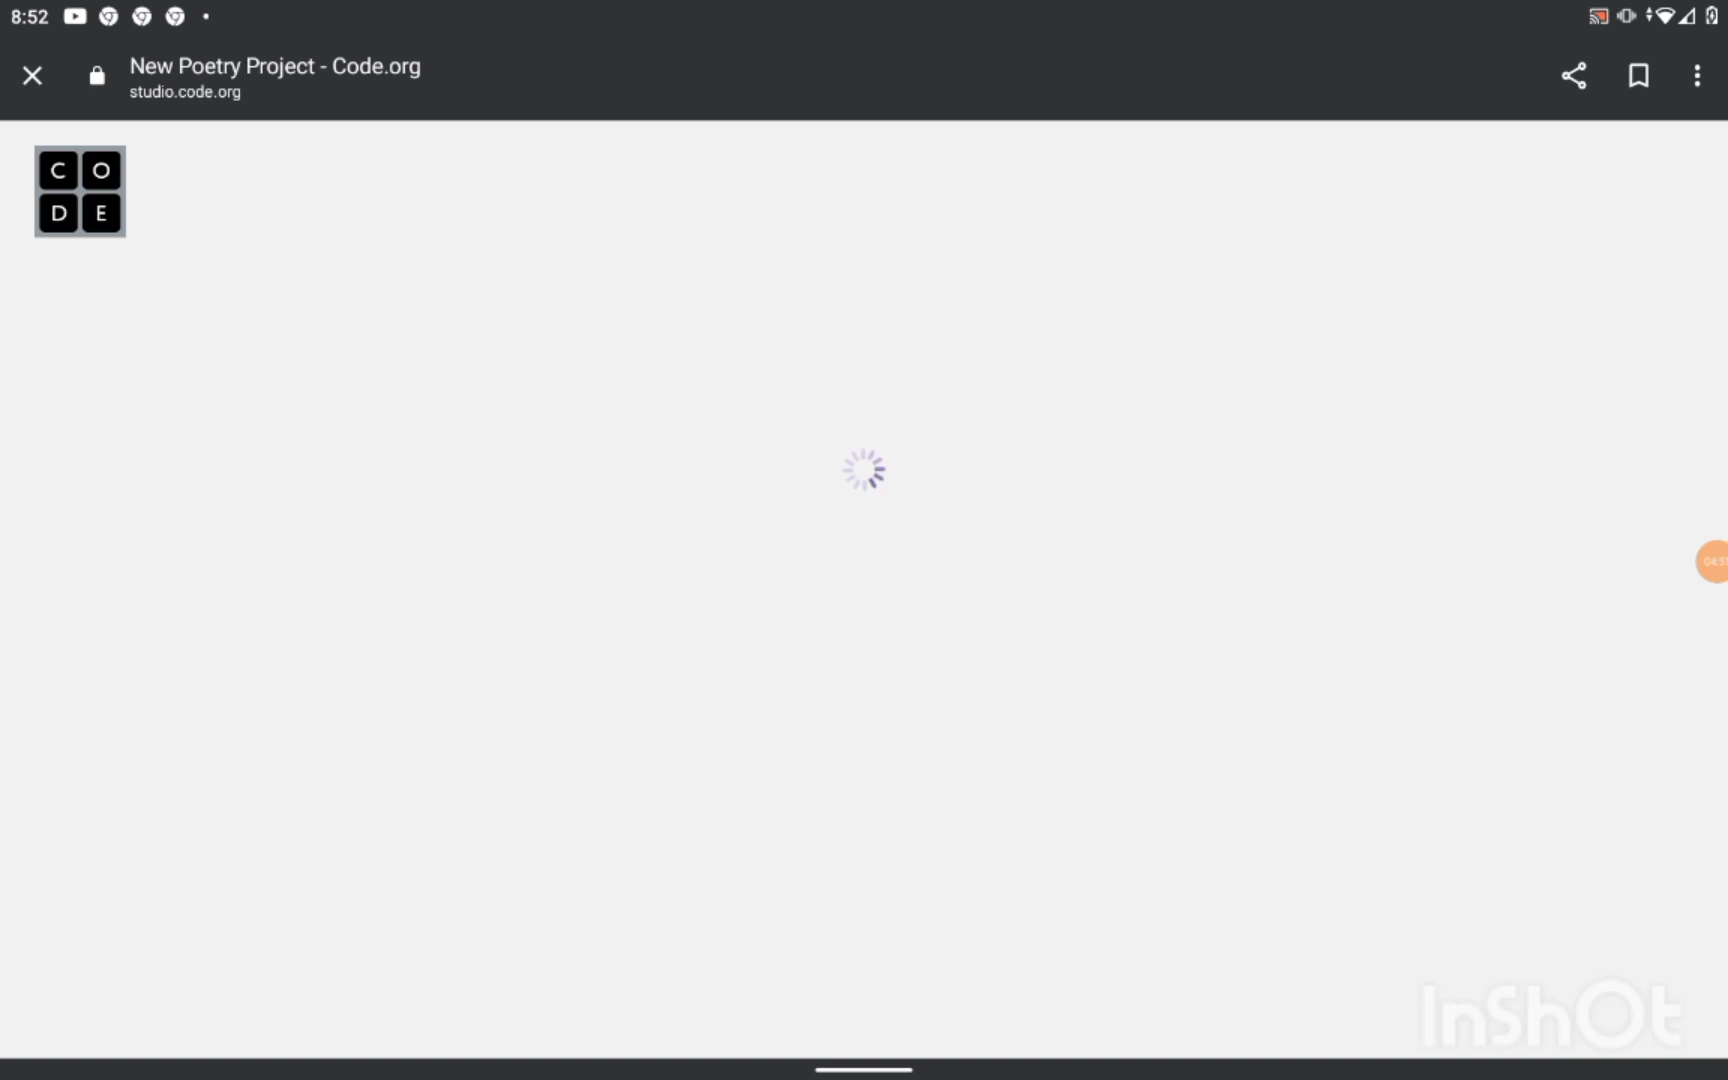 8:52
New Poetry Project - Code.org
studio.code.org
C O
D E
InShOt